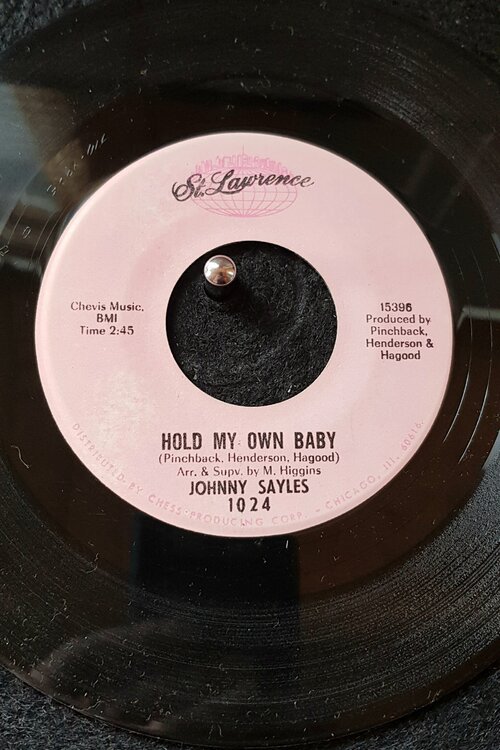 St. Lawrence
Chevis Music,
BMI
Time 2:45
15396
Produced by
Pinchback,
Henderson &
Hagood
HOLD MY OWN BABY
(Pinchback, Henderson, Hagood)
Arr. & Supv. by M. Higgins
JOHNNY SAYLES
1024
DISTRIBUTED BY CHESS PRODUCING CORP. - CHICAGO, ILL. 60616.